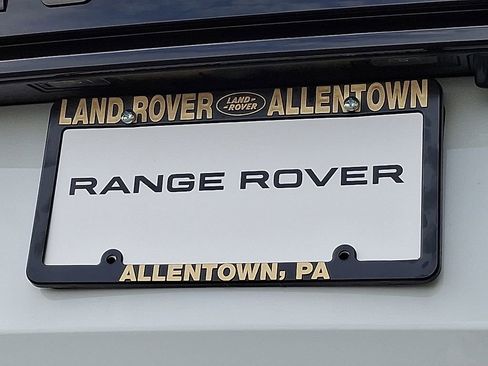 LAND ROVER LAND-ROVER ALLENTOWN
RANGE ROVER
ALLENTOWN, PA